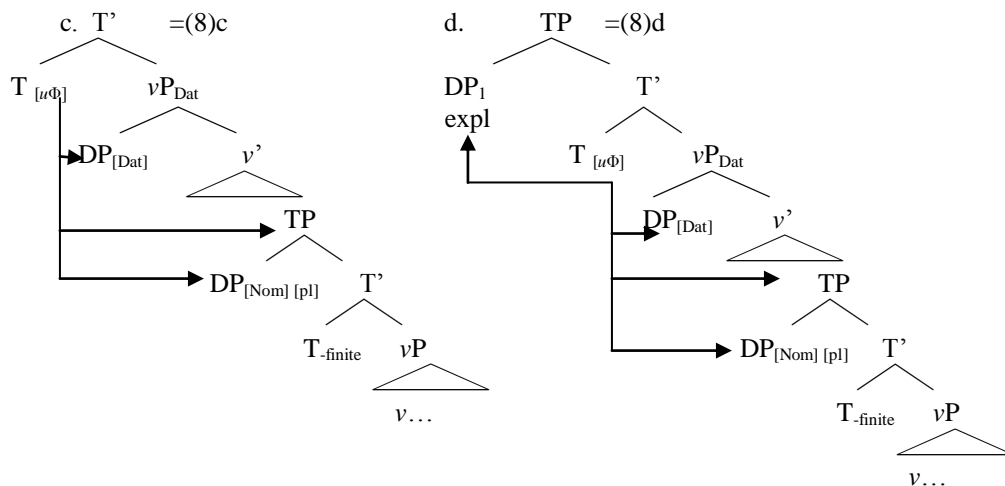 c. T’ =(8)c
T [uΦ] vPDat
DP[Dat] v’
TP
DP[Nom] [pl] T’
T-finite vP
v…
d. TP =(8)d
DP1 T’
expl
T [uΦ] vPDat
DP[Dat] v’
TP
DP[Nom] [pl] T’
T-finite vP
v…